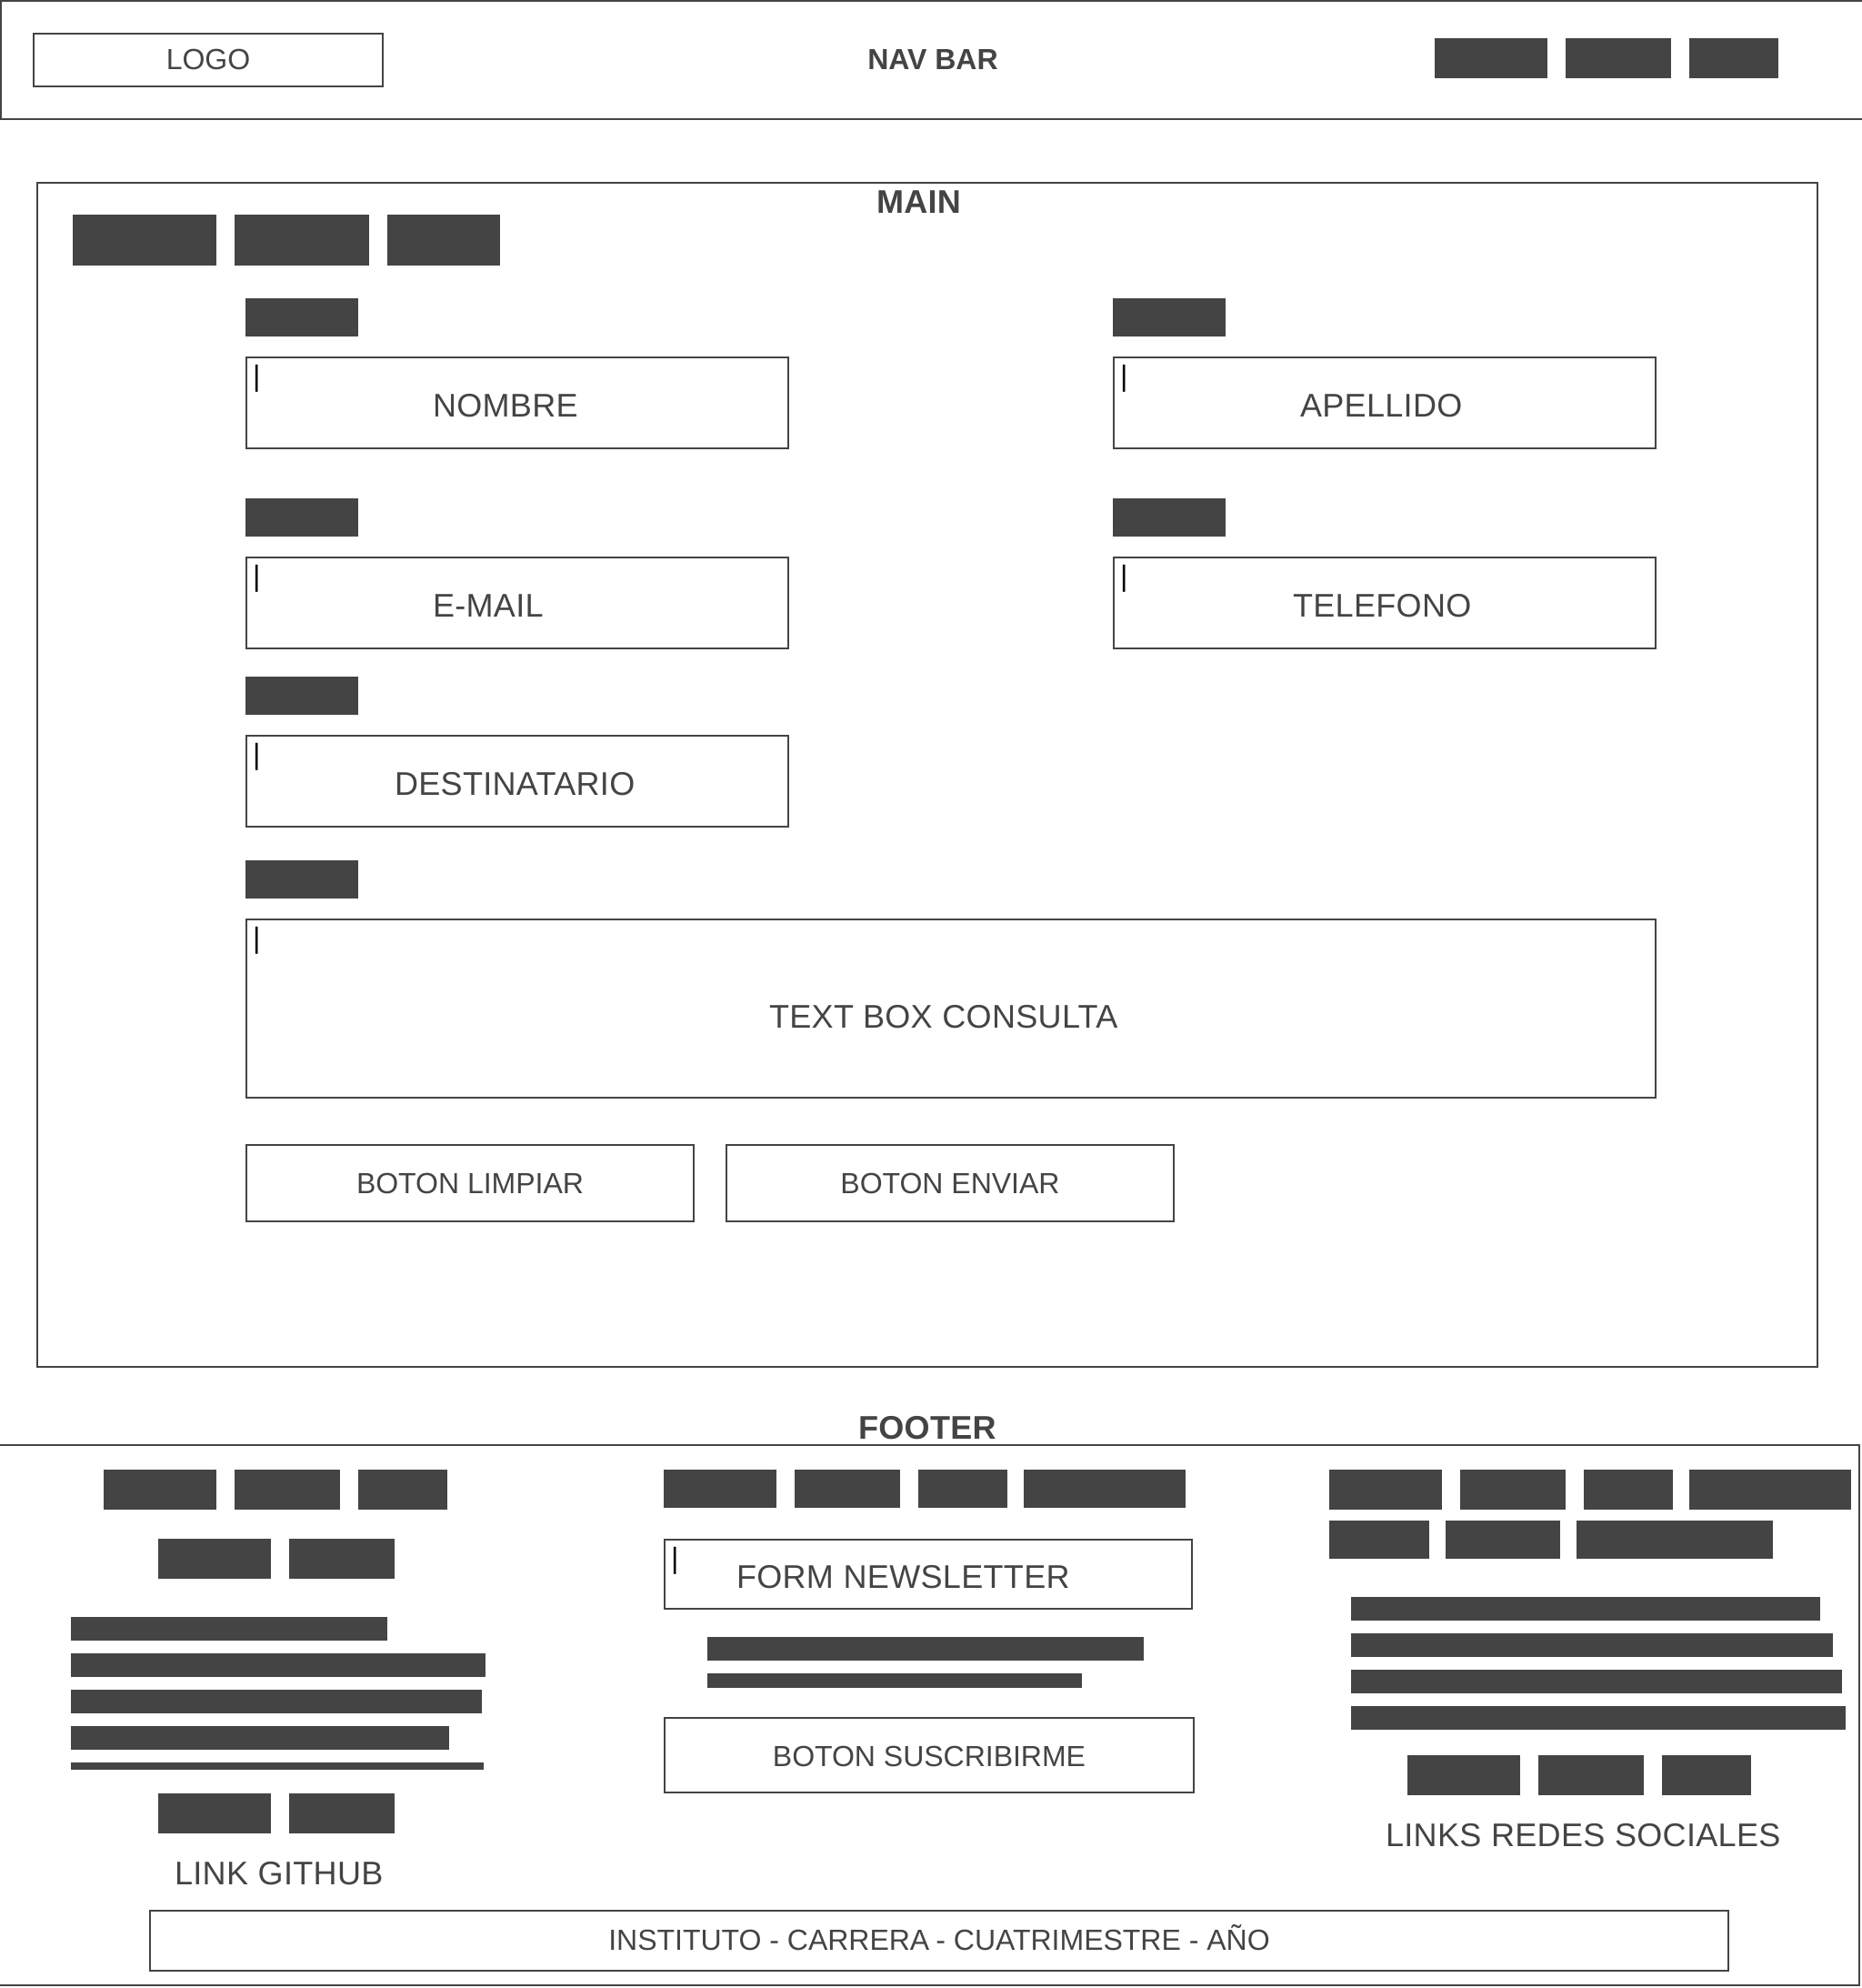 LOGO
NAV BAR
MAIN
NOMBRE
APELLIDO
E-MAIL
TELEFONO
DESTINATARIO
TEXT BOX CONSULTA
BOTON LIMPIAR
BOTON ENVIAR
FOOTER
FORM NEWSLETTER
BOTON SUSCRIBIRME
LINKS REDES SOCIALES
LINK GITHUB
INSTITUTO - CARRERA - CUATRIMESTRE - AÑO